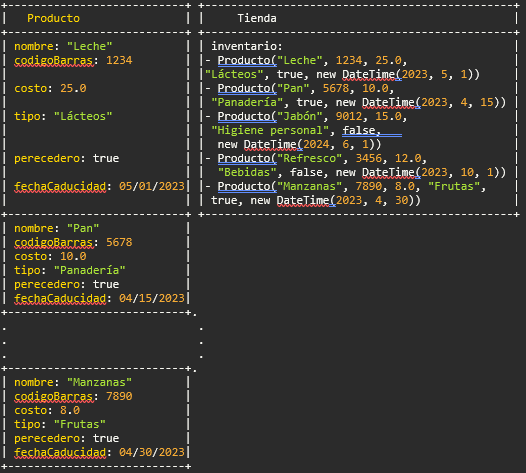 +---------------------------+ +----------------------------------------------+
|   Producto                | |     Tienda                                   |
+---------------------------+ +----------------------------------------------+
| nombre: "Leche"           | | inventario:                                  |
| codigoBarras: 1234        | |- Producto("Leche", 1234, 25.0,               |
|                           | |"Lácteos", true, new DateTime(2023, 5, 1))    |
| costo: 25.0               | |- Producto("Pan", 5678, 10.0,                 |
|                           | | "Panadería", true, new DateTime(2023, 4, 15))|
| tipo: "Lácteos"           | |- Producto("Jabón", 9012, 15.0,               |
|                           | | "Higiene personal", false,                   |
|                           | |  new DateTime(2024, 6, 1))                   |
| perecedero: true          | |- Producto("Refresco", 3456, 12.0,            |
|                           | |  "Bebidas", false, new DateTime(2023, 10, 1))|
| fechaCaducidad: 05/01/2023| |- Producto("Manzanas", 7890, 8.0, "Frutas",   |
|                           | | true, new DateTime(2023, 4, 30))             |
+---------------------------+ +----------------------------------------------+
| nombre: "Pan"             |
| codigoBarras: 5678        |
| costo: 10.0               |
| tipo: "Panadería"         |
| perecedero: true          |
| fechaCaducidad: 04/15/2023|
+---------------------------+.
.                             .
.                             .
.                             .
+---------------------------+.
| nombre: "Manzanas"        |
| codigoBarras: 7890        |
| costo: 8.0                |
| tipo: "Frutas"            |
| perecedero: true          |
| fechaCaducidad: 04/30/2023|
+---------------------------+